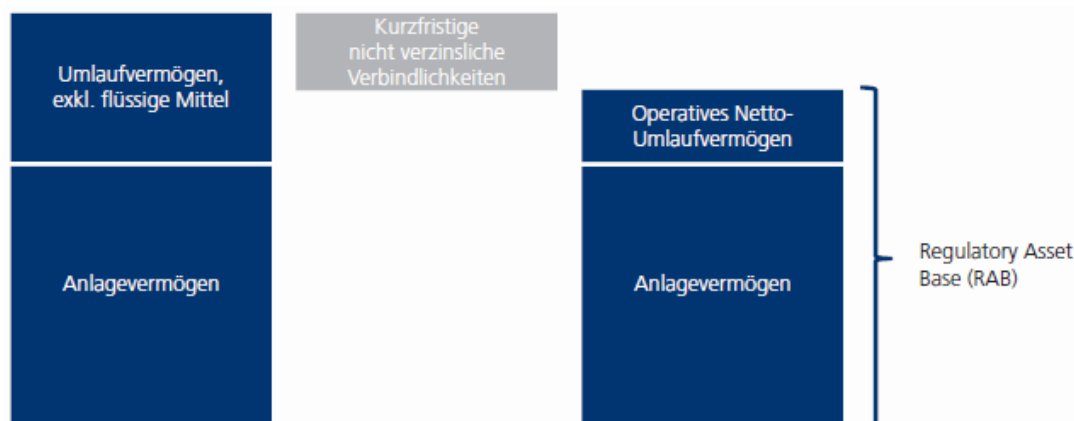 Umlaufvermögen,
exkl. flüssige Mittel
Kurzfristige
nicht verzinsliche
Verbindlichkeiten
Operatives Netto-
Umlaufvermögen
Anlagevermögen
Anlagevermögen
Regulatory Asset
Base (RAB)